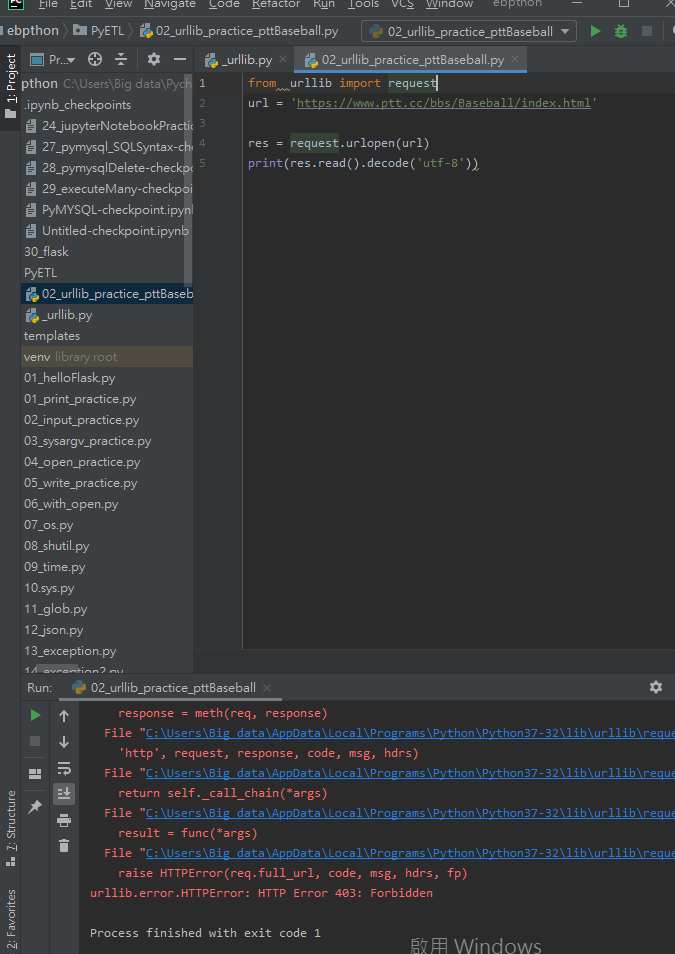 File Edit View Navigate Code Refactor Run Tools VCS Window ebpthon
ebpthon PyETL 02_urllib_practice_pttBaseball.py 02_urllib_practice_pttBaseball
1: Project
Pr...
_urllib.py
02_urllib_practice_pttBaseball.py
pthon C:\Users\Big data\Pych
.ipynb_checkpoints
24_jupyterNotebookPractic
27_pymysql_SQLSyntax-che
28_pymysqlDelete-checkpo
29_executeMany-checkpoi
PyMYSQL-checkpoint.ipynb
Untitled-checkpoint.ipynb
30_flask
PyETL
02_urllib_practice_pttBaseb
_urllib.py
templates
venv library root
01_helloFlask.py
01_print_practice.py
02_input_practice.py
03_sysargv_practice.py
04_open_practice.py
05_write_practice.py
06_with_open.py
07_os.py
08_shutil.py
09_time.py
10.sys.py
11_glob.py
12_json.py
13_exception.py
14_exception2.py
1 from  urllib import request
2 url = 'https://www.ptt.cc/bbs/Baseball/index.html'
3
4 res = request.urlopen(url)
5 print(res.read().decode('utf-8'))
Run: 02_urllib_practice_pttBaseball
response = meth(req, response)
File "C:\Users\Big data\AppData\Local\Programs\Python\Python37-32\lib\urllib\reque
'http', request, response, code, msg, hdrs)
File "C:\Users\Big data\AppData\Local\Programs\Python\Python37-32\lib\urllib\reque
return self._call_chain(*args)
File "C:\Users\Big data\AppData\Local\Programs\Python\Python37-32\lib\urllib\reque
result = func(*args)
File "C:\Users\Big data\AppData\Local\Programs\Python\Python37-32\lib\urllib\reque
raise HTTPError(req.full_url, code, msg, hdrs, fp)
urllib.error.HTTPError: HTTP Error 403: Forbidden
Process finished with exit code 1
7: Structure
2: Favorites
啟用 Windows